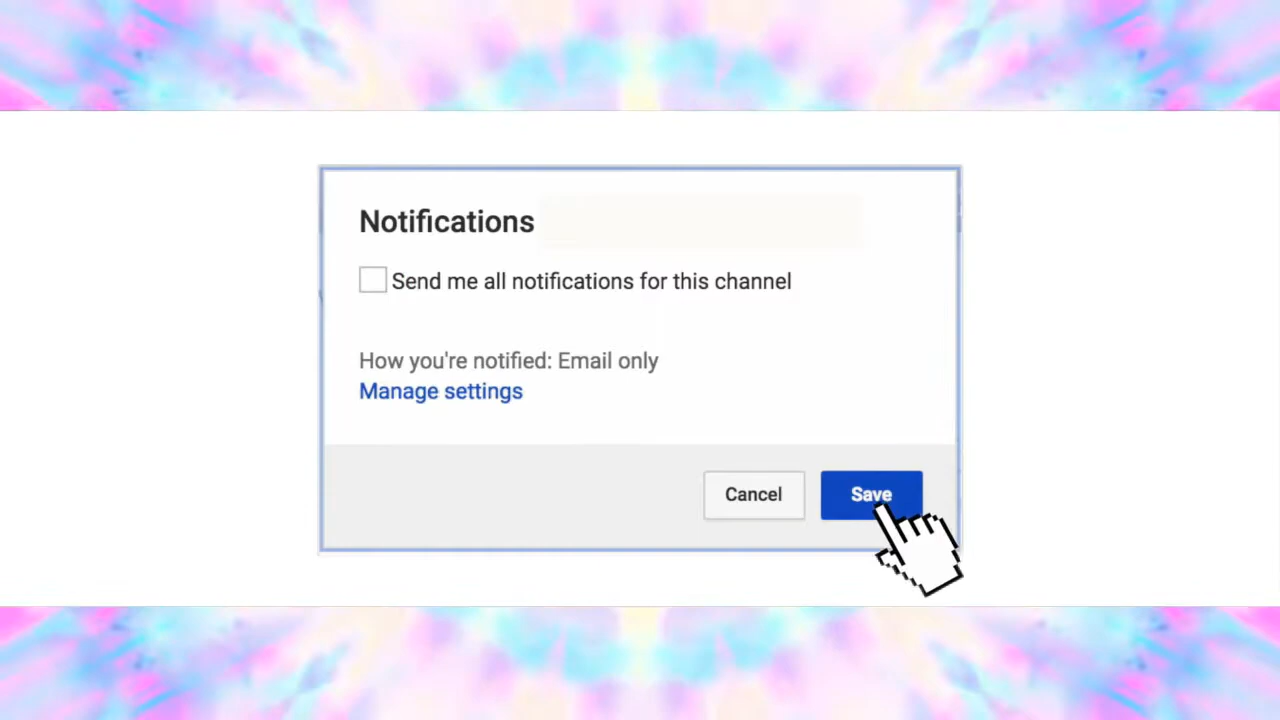 Notifications
Send me all notifications for this channel
How you're notified: Email only
Manage settings
Cancel
Save